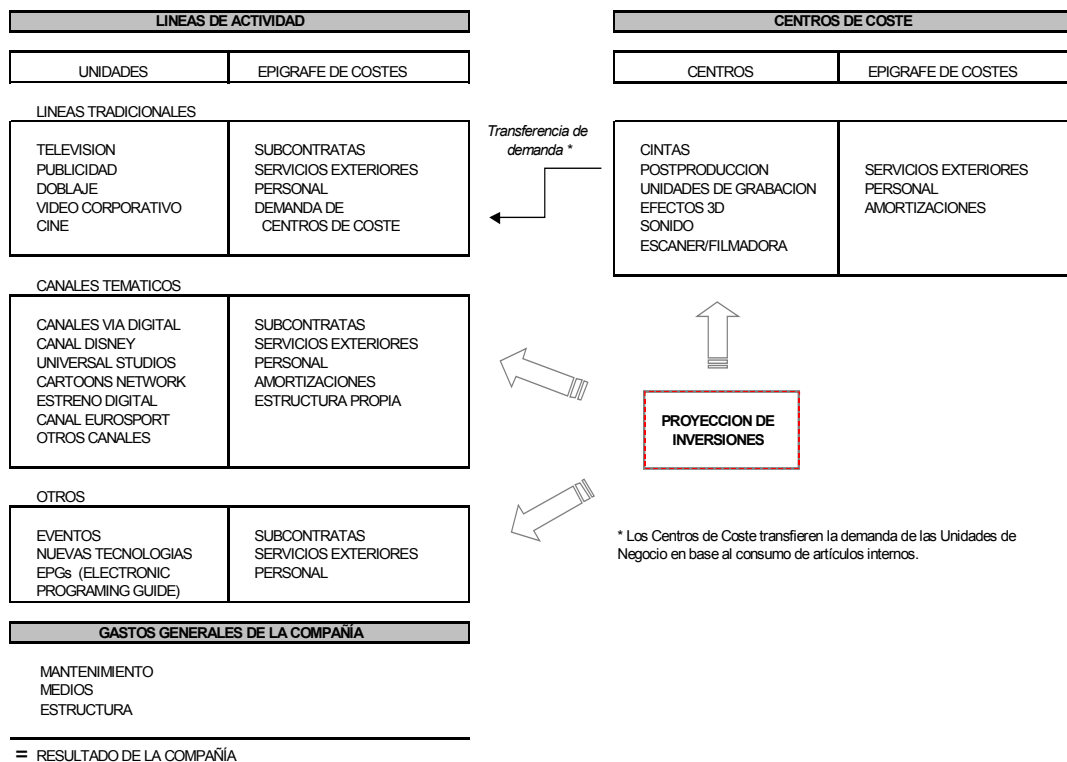 LINEAS DE ACTIVIDAD
UNIDADES
EPIGRAFE DE COSTES
LINEAS TRADICIONALES
TELEVISION
PUBLICIDAD
DOBLAJE
VIDEO CORPORATIVO
CINE
SUBCONTRATAS
SERVICIOS EXTERIORES
PERSONAL
DEMANDA DE
CENTROS DE COSTE
CANALES TEMATICOS
CANALES VIA DIGITAL
CANAL DISNEY
UNIVERSAL STUDIOS
CARTOONS NETWORK
ESTRENO DIGITAL
CANAL EUROSPORT
OTROS CANALES
SUBCONTRATAS
SERVICIOS EXTERIORES
PERSONAL
AMORTIZACIONES
ESTRUCTURA PROPIA
OTROS
EVENTOS
NUEVAS TECNOLOGIAS
EPGs (ELECTRONIC
PROGRAMING GUIDE)
SUBCONTRATAS
SERVICIOS EXTERIORES
PERSONAL
GASTOS GENERALES DE LA COMPAÑÍA
MANTENIMIENTO
MEDIOS
ESTRUCTURA
= RESULTADO DE LA COMPAÑÍA
Transferencia de
demanda *
CENTROS DE COSTE
CENTROS
EPIGRAFE DE COSTES
CINTAS
POSTPRODUCCION
UNIDADES DE GRABACION
EFECTOS 3D
SONIDO
ESCANER/FILMADORA
SERVICIOS EXTERIORES
PERSONAL
AMORTIZACIONES
PROYECCION DE
INVERSIONES
* Los Centros de Coste transfieren la demanda de las Unidades de
Negocio en base al consumo de artículos internos.